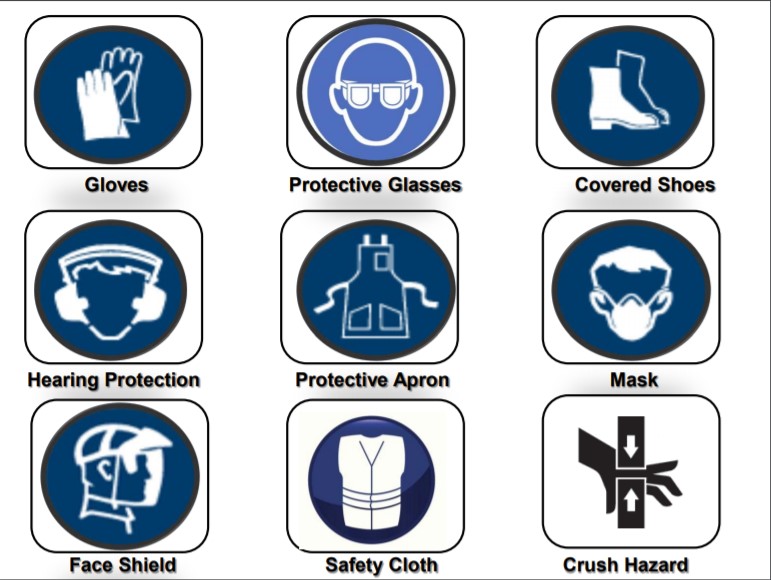 Gloves
Protective Glasses
Covered Shoes
Hearing Protection
Protective Apron
Mask
Face Shield
Safety Cloth
Crush Hazard